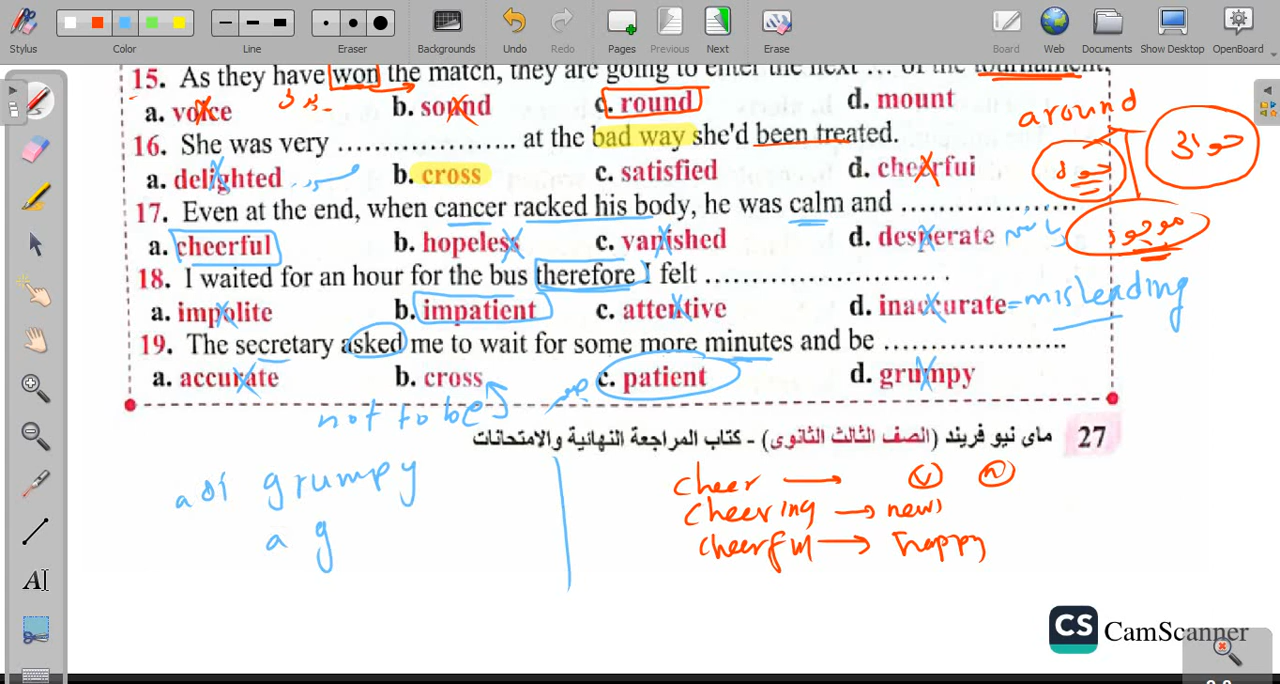 Stylus Color Line Eraser Backgrounds Undo Redo Pages Previous Next Erase Board Web Documents Show Desktop OpenBoard
15. As they have won the match, they are going to enter the next ... of the tournament.
a. voice b. sound c. round d. mount
around
حوالى
حول
موجود
16. She was very .................... at the bad way she'd been treated.
a. delighted b. cross c. satisfied d. cheerfui
17. Even at the end, when cancer racked his body, he was calm and ....................
a. cheerful b. hopeless c. vanished d. desperate
18. I waited for an hour for the bus therefore I felt ............................
a. impolite b. impatient c. attentive d. inaccurate = misleading
19. The secretary asked me to wait for some more minutes and be ....................
a. accurate b. cross c. patient d. grumpy
not to be
27 ماى نيو فريند (الصف الثالث الثانوى) - كتاب المراجعة النهائية والامتحانات
grumpy
a g
cheer → v n
cheering → news
cheerful → happy
AI
CS CamScanner